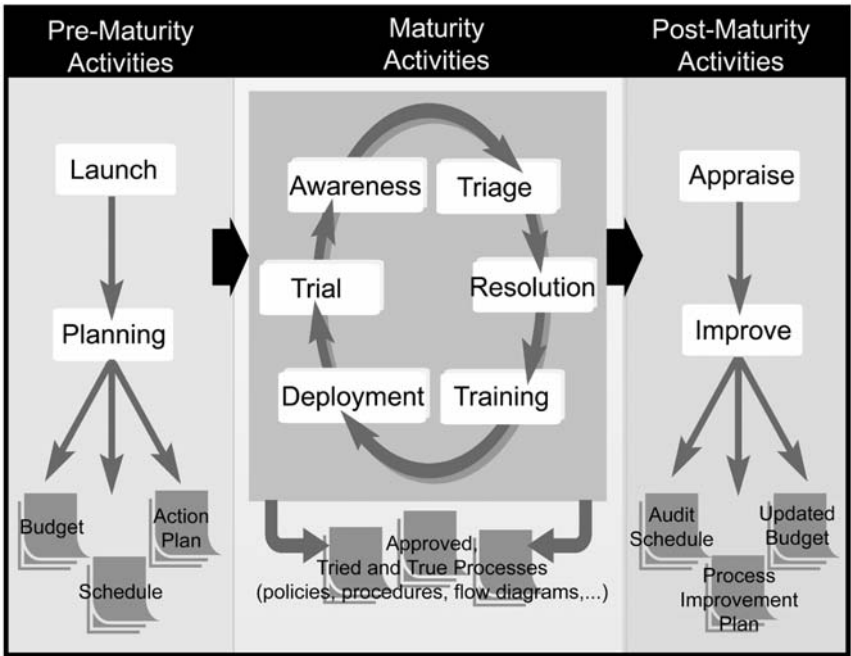 Pre-Maturity
Activities
Maturity
Activities
Post-Maturity
Activities
Launch
Planning
Budget
Action
Plan
Schedule
Awareness
Triage
Trial
Resolution
Deployment
Training
Approved,
Tried and True Processes
(policies, procedures, flow diagrams,...)
Appraise
Improve
Audit
Schedule
Updated
Budget
Process
Improvement
Plan